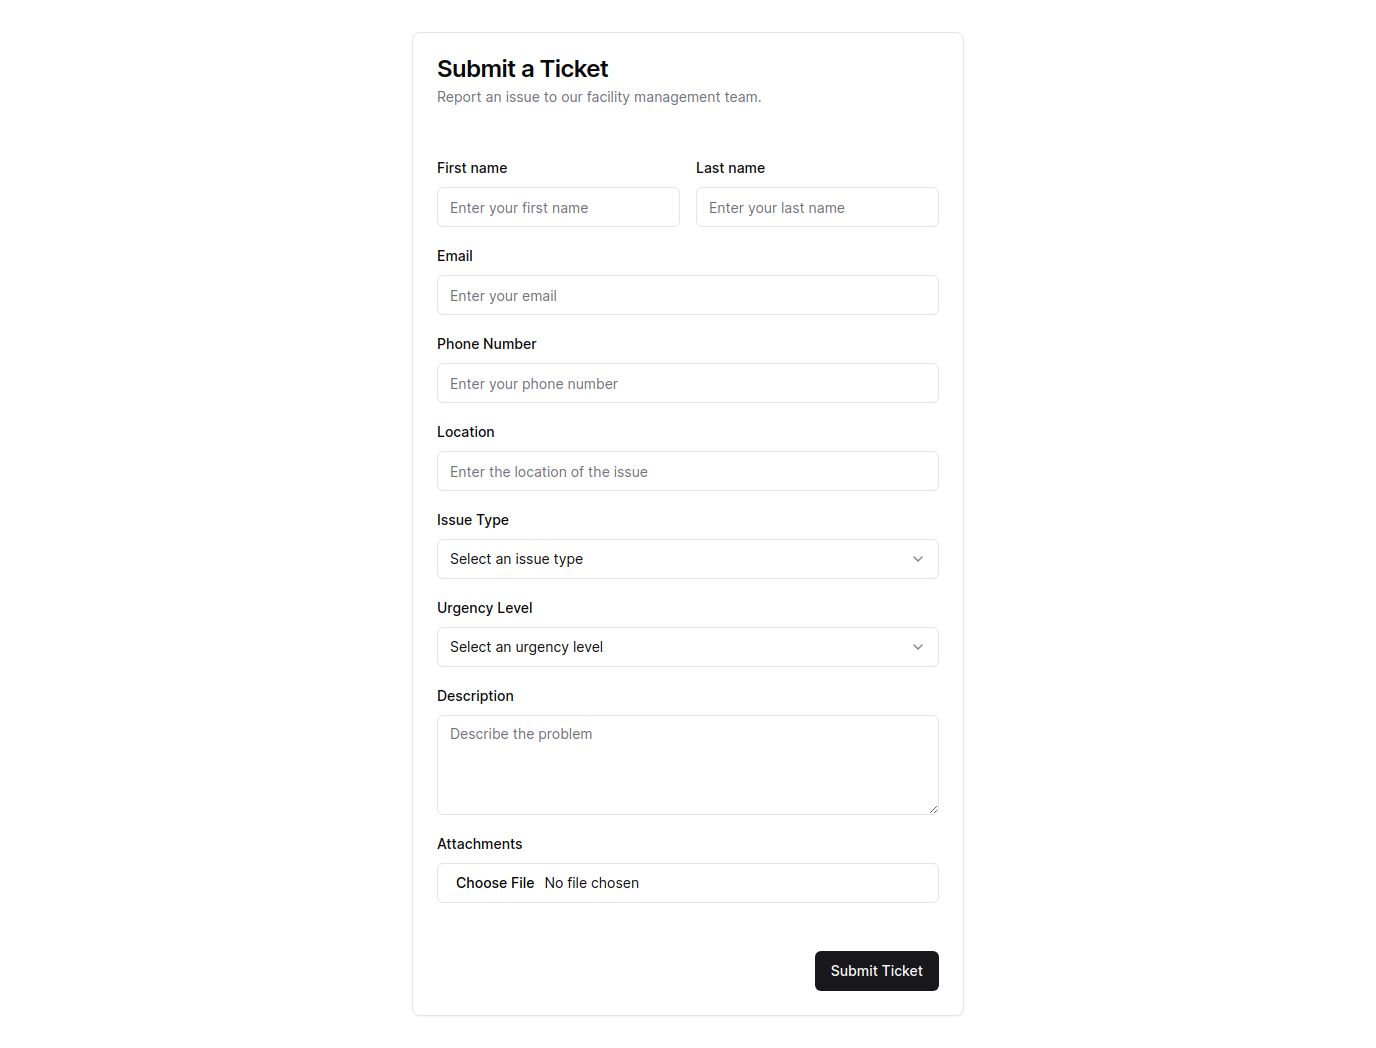 Submit a Ticket
Report an issue to our facility management team.
First name
Last name
Enter your first name
Enter your last name
Email
Enter your email
Phone Number
Enter your phone number
Location
Enter the location of the issue
Issue Type
Select an issue type
Urgency Level
Select an urgency level
Description
Describe the problem
Attachments
Choose File No file chosen
Submit Ticket